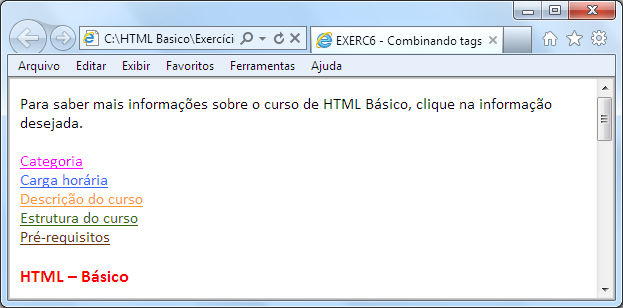 C:\HTML Basico\Exercíci
EXERC6 - Combinando tags
Arquivo Editar Exibir Favoritos Ferramentas Ajuda
Para saber mais informações sobre o curso de HTML Básico, clique na informação
desejada.
Categoria
Carga horária
Descrição do curso
Estrutura do curso
Pré-requisitos
HTML – Básico